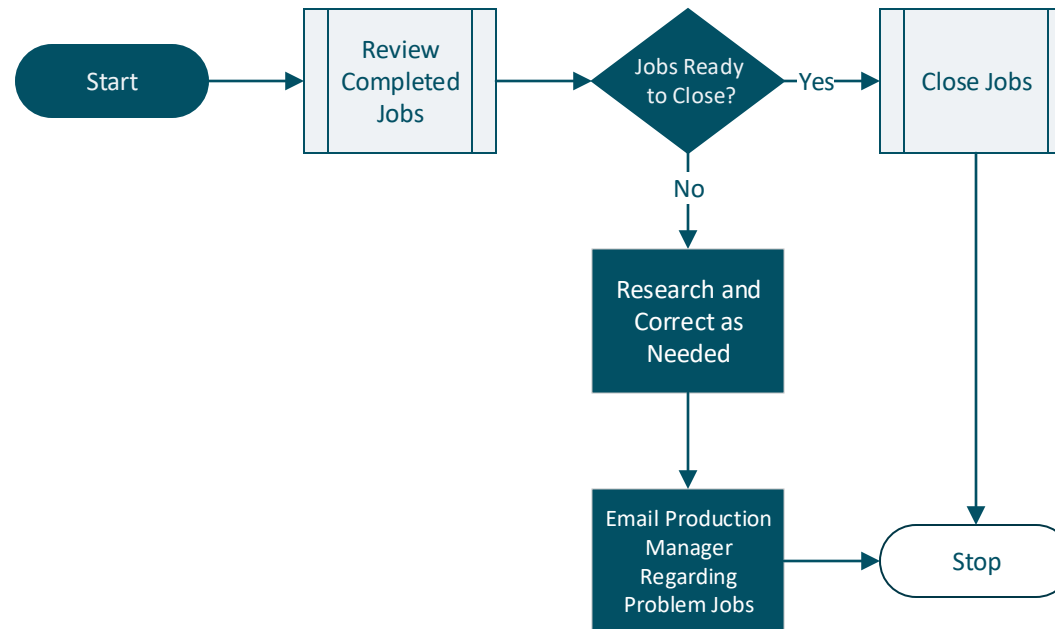 Start
Review
Completed
Jobs
Jobs Ready
to Close?
Yes
Close Jobs
No
Research and
Correct as
Needed
Email Production
Manager
Regarding
Problem Jobs
Stop